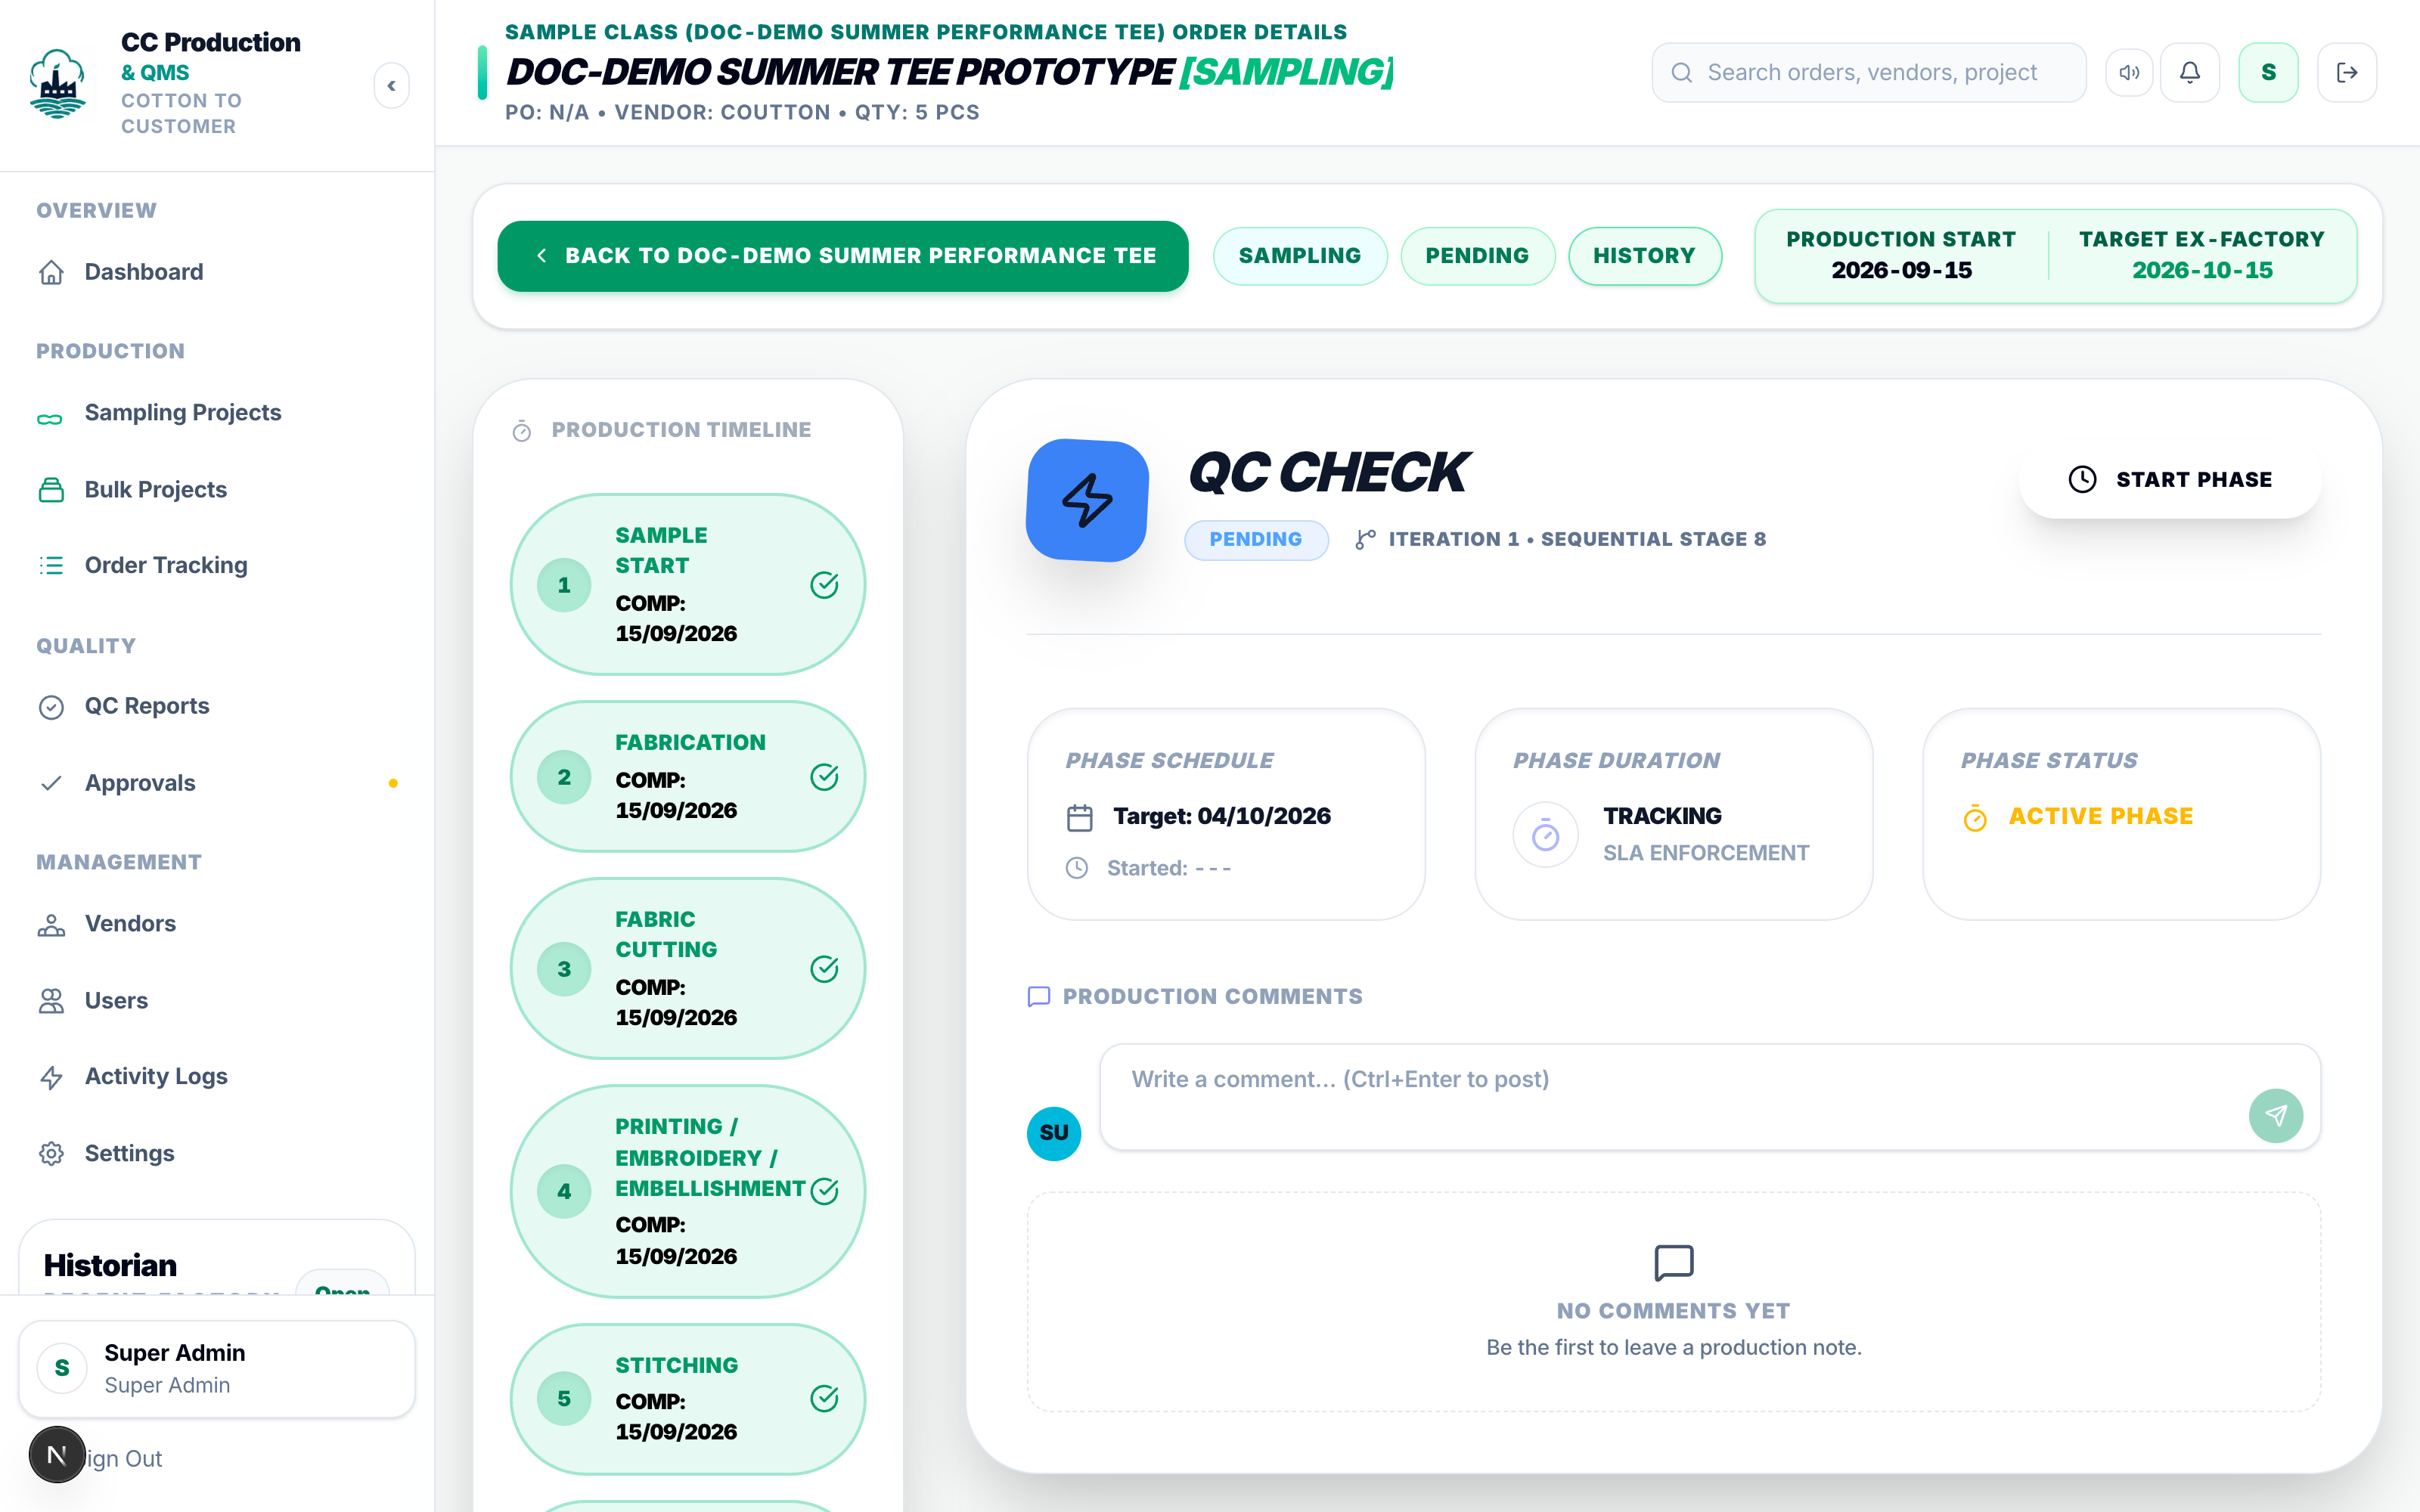 CC Production
& QMS
COTTON TO
CUSTOMER
OVERVIEW
Dashboard
PRODUCTION
Sampling Projects
Bulk Projects
Order Tracking
QUALITY
QC Reports
Approvals
MANAGEMENT
Vendors
Users
Activity Logs
Settings
Historian
Open
S
Super Admin
Super Admin
N
ign Out
SAMPLE CLASS (DOC-DEMO SUMMER PERFORMANCE TEE) ORDER DETAILS
DOC-DEMO SUMMER TEE PROTOTYPE [SAMPLING]
PO: N/A • VENDOR: COUTTON • QTY: 5 PCS
Search orders, vendors, project
S
BACK TO DOC-DEMO SUMMER PERFORMANCE TEE
SAMPLING
PENDING
HISTORY
PRODUCTION START
2026-09-15
TARGET EX-FACTORY
2026-10-15
PRODUCTION TIMELINE
1
SAMPLE
START
COMP:
15/09/2026
2
FABRICATION
COMP:
15/09/2026
3
FABRIC
CUTTING
COMP:
15/09/2026
4
PRINTING /
EMBROIDERY /
EMBELLISHMENT
COMP:
15/09/2026
5
STITCHING
COMP:
15/09/2026
QC CHECK
PENDING
ITERATION 1 • SEQUENTIAL STAGE 8
START PHASE
PHASE SCHEDULE
Target: 04/10/2026
Started: ---
PHASE DURATION
TRACKING
SLA ENFORCEMENT
PHASE STATUS
ACTIVE PHASE
PRODUCTION COMMENTS
SU
Write a comment... (Ctrl+Enter to post)
NO COMMENTS YET
Be the first to leave a production note.